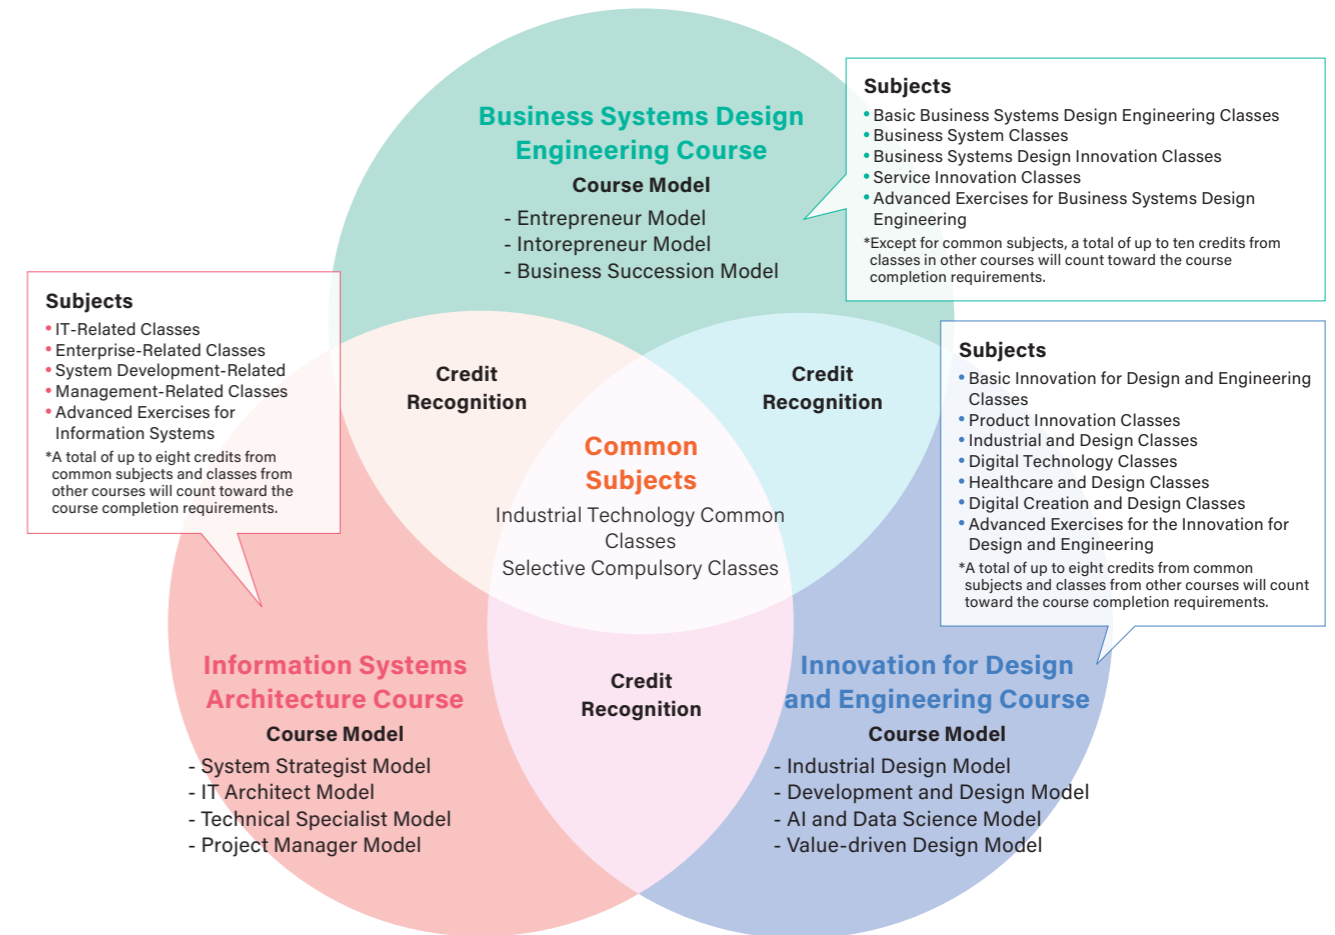 Business Systems Design
Engineering Course
Course Model
- Entrepreneur Model
- Intorepreneur Model
- Business Succession Model
Subjects
• Basic Business Systems Design Engineering Classes
• Business System Classes
• Business Systems Design Innovation Classes
• Service Innovation Classes
• Advanced Exercises for Business Systems Design
Engineering
*Except for common subjects, a total of up to ten credits from
classes in other courses will count toward the course
completion requirements.
Subjects
• IT-Related Classes
• Enterprise-Related Classes
• System Development-Related
• Management-Related Classes
• Advanced Exercises for
Information Systems
*A total of up to eight credits from
common subjects and classes from
other courses will count toward the
course completion requirements.
Credit
Recognition
Credit
Recognition
Subjects
• Basic Innovation for Design and Engineering
Classes
• Product Innovation Classes
• Industrial and Design Classes
• Digital Technology Classes
• Healthcare and Design Classes
• Digital Creation and Design Classes
• Advanced Exercises for the Innovation for
Design and Engineering
*A total of up to eight credits from common
subjects and classes from other courses will count
toward the course completion requirements.
Common
Subjects
Industrial Technology Common
Classes
Selective Compulsory Classes
Information Systems
Architecture Course
Course Model
- System Strategist Model
- IT Architect Model
- Technical Specialist Model
- Project Manager Model
Credit
Recognition
Innovation for Design
and Engineering Course
Course Model
- Industrial Design Model
- Development and Design Model
- AI and Data Science Model
- Value-driven Design Model